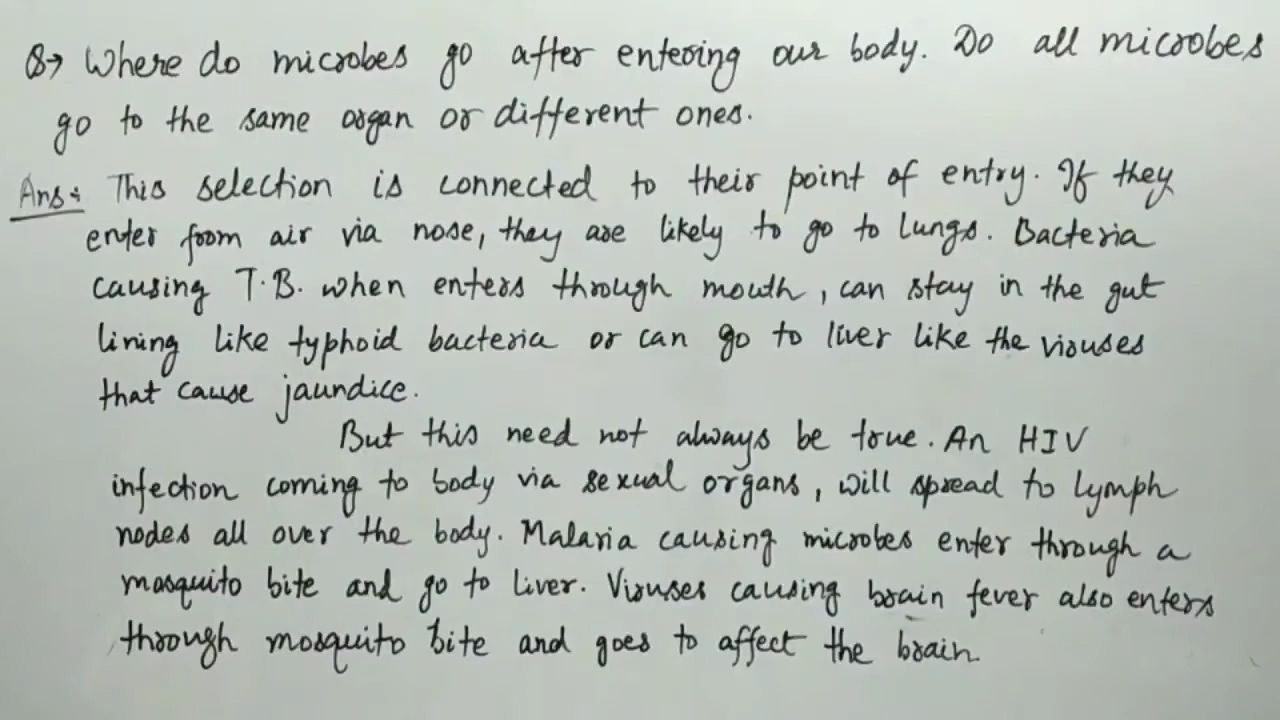 Q→ Where do microbes go after entering our body. Do all microbes
go to the same organ or different ones.
Ans:- This selection is connected to their point of entry. If they
enter from air via nose, they are likely to go to lungs. Bacteria
causing T.B. when enters through mouth, can stay in the gut
lining like typhoid bacteria or can go to liver like the viruses
that cause jaundice.
But this need not always be true. An HIV
infection coming to body via sexual organs, will spread to lymph
nodes all over the body. Malaria causing microbes enter through a
mosquito bite and go to liver. Viruses causing brain fever also enters
through mosquito bite and goes to affect the brain.